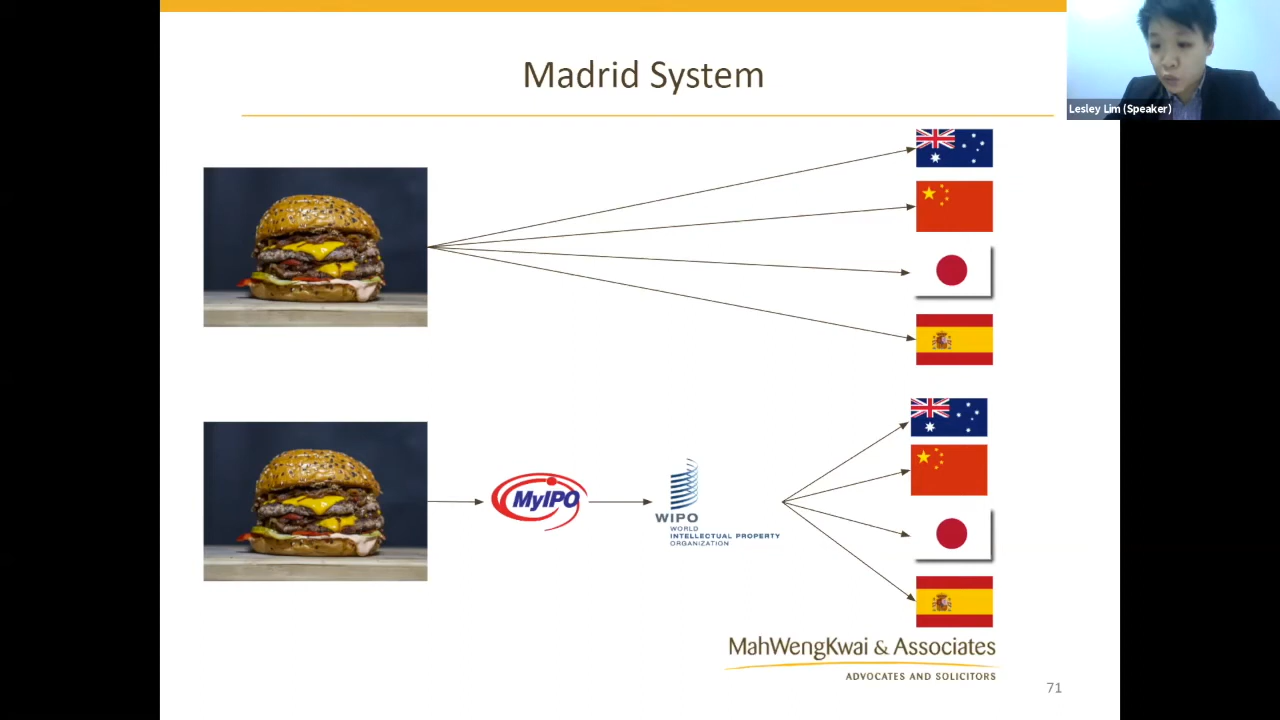 Madrid System
Lesley Lim (Speaker)
MyIPO
WIPO
WORLD
INTELLECTUAL PROPERTY
ORGANIZATION
MahWengKwai & Associates
ADVOCATES AND SOLICITORS
71